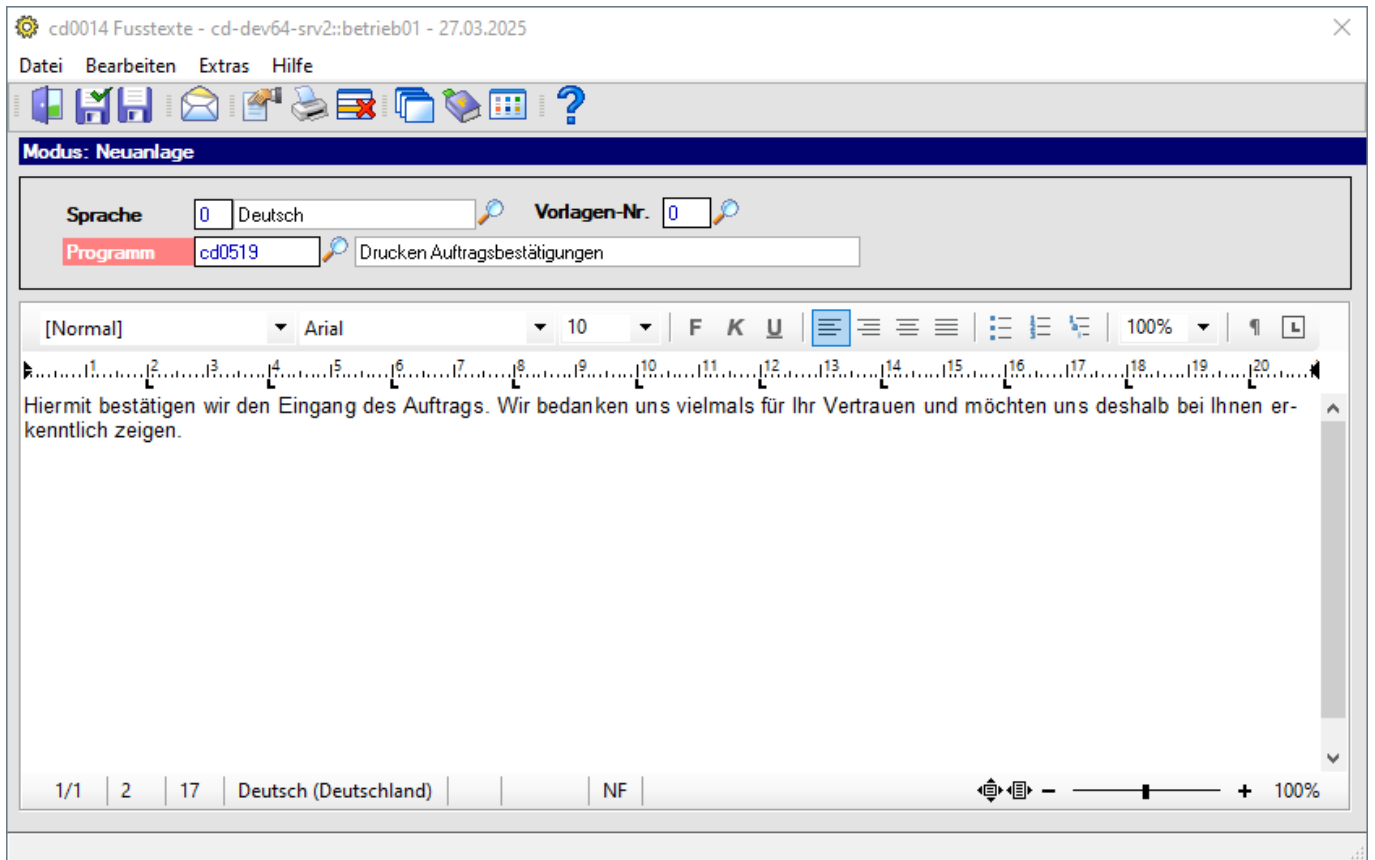 cd0014 Fusstexte - cd-dev64-srv2::betrieb01 - 27.03.2025
Datei Bearbeiten Extras Hilfe
Modus: Neuanlage
Sprache 0 Deutsch Vorlagen-Nr. 0
Programm cd0519 Drucken Auftragsbestätigungen
[Normal] Arial 10 F K U 100% ¶ L
1 2 3 4 5 6 7 8 9 10 11 12 13 14 15 16 17 18 19 20
Hiermit bestätigen wir den Eingang des Auftrags. Wir bedanken uns vielmals für Ihr Vertrauen und möchten uns deshalb bei Ihnen er-
kenntlich zeigen.
1/1 2 17 Deutsch (Deutschland) NF 100%